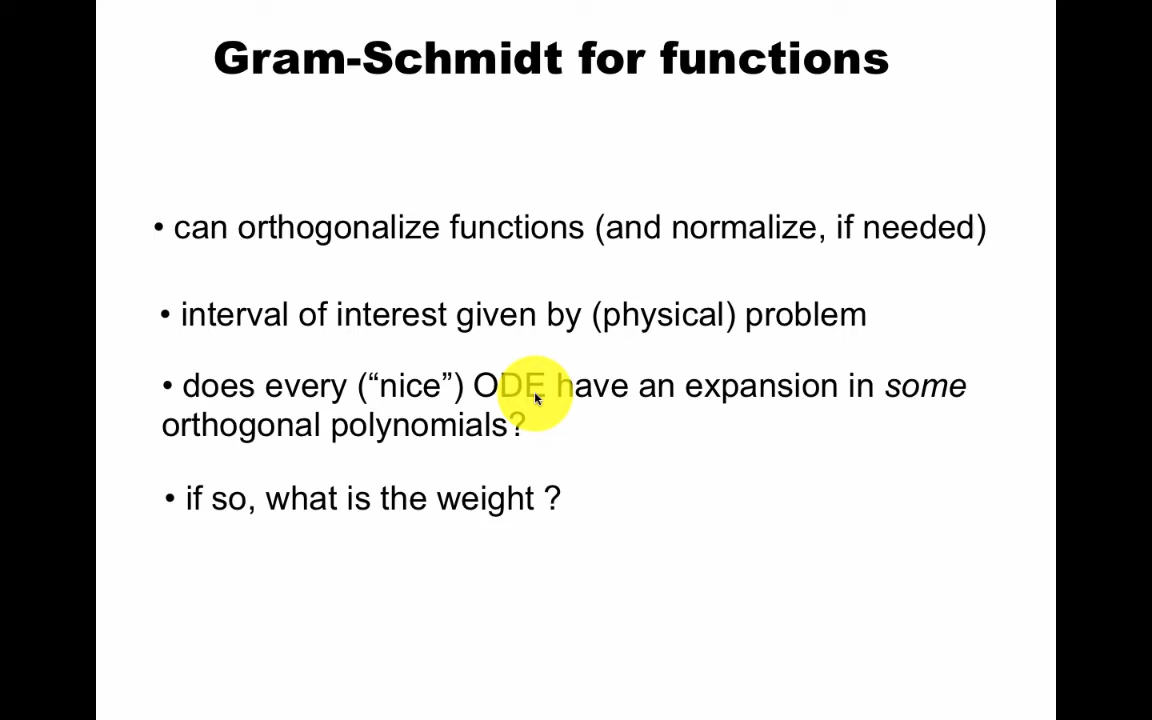 Gram-Schmidt for functions
• can orthogonalize functions (and normalize, if needed)
• interval of interest given by (physical) problem
• does every (“nice”) ODE have an expansion in some
orthogonal polynomials?
• if so, what is the weight ?